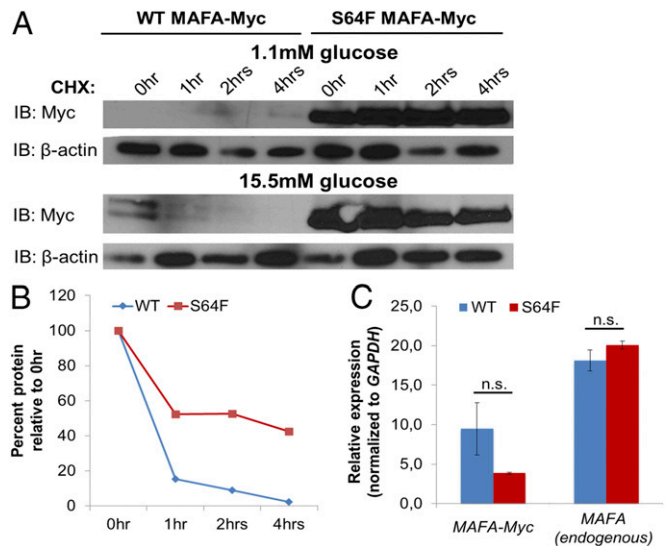 A
WT MAFA-Myc
S64F MAFA-Myc
1.1mM glucose
CHX: 0hr 1hr 2hrs 4hrs 0hr 1hr 2hrs 4hrs
IB: Myc
IB: β-actin
15.5mM glucose
IB: Myc
IB: β-actin
B
WT S64F
Percent protein
relative to 0hr
120
100
80
60
40
20
0
0hr 1hr 2hrs 4hrs
C
WT S64F
Relative expression
(normalized to GAPDH)
25,0
20,0
15,0
10,0
5,0
0,0
n.s.
n.s.
MAFA-Myc
MAFA
(endogenous)